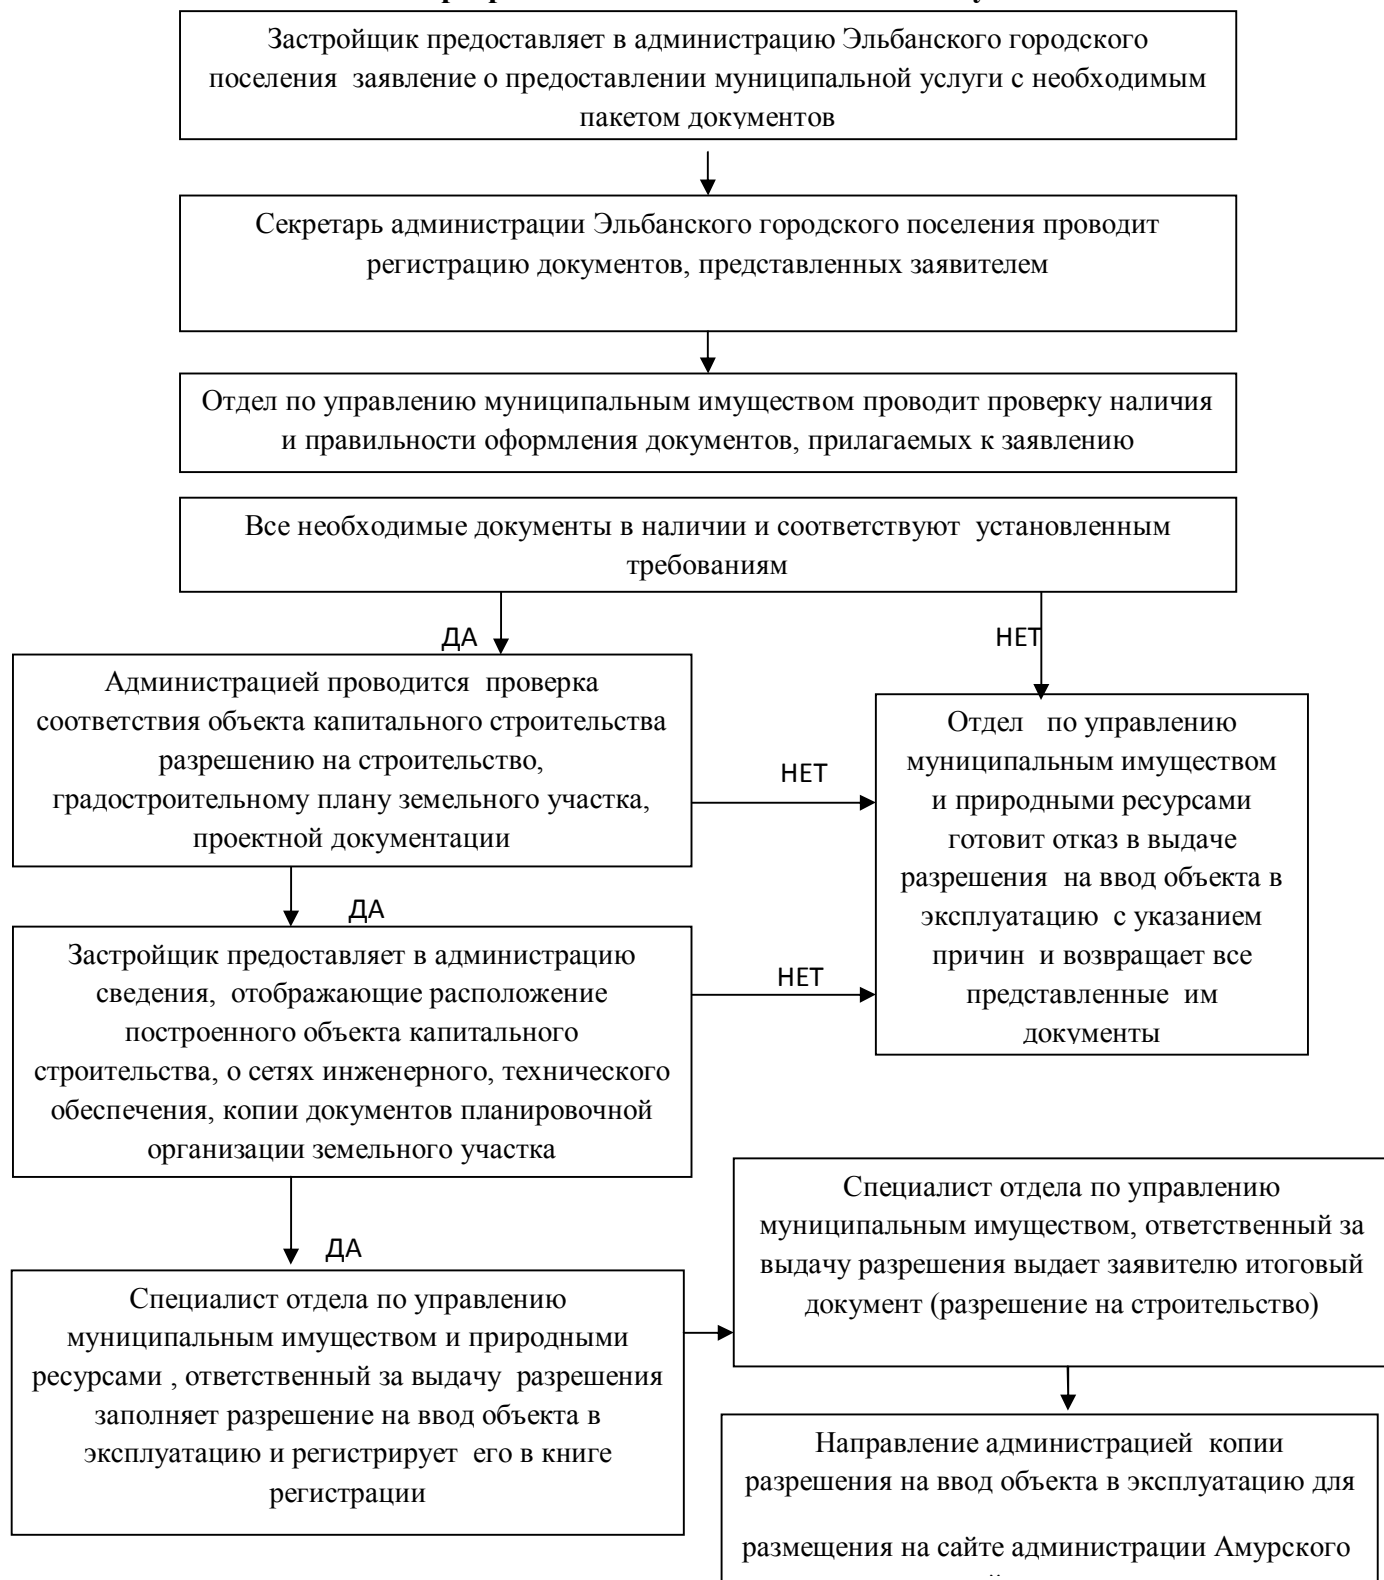 Застройщик предоставляет в администрацию Эльбанского городского
поселения заявление о предоставлении муниципальной услуги с необходимым
пакетом документов
Секретарь администрации Эльбанского городского поселения проводит
регистрацию документов, представленных заявителем
Отдел по управлению муниципальным имуществом проводит проверку наличия
и правильности оформления документов, прилагаемых к заявлению
Все необходимые документы в наличии и соответствуют установленным
требованиям
ДА
НЕТ
Администрацией проводится проверка
соответствия объекта капитального строительства
разрешению на строительство,
градостроительному плану земельного участка,
проектной документации
НЕТ
Отдел по управлению
муниципальным имуществом
и природными ресурсами
готовит отказ в выдаче
разрешения на ввод объекта в
эксплуатацию с указанием
причин и возвращает все
представленные им
документы
ДА
Застройщик предоставляет в администрацию
сведения, отображающие расположение
построенного объекта капитального
строительства, о сетях инженерного, технического
обеспечения, копии документов планировочной
организации земельного участка
НЕТ
ДА
Специалист отдела по управлению
муниципальным имуществом и природными
ресурсами , ответственный за выдачу разрешения
заполняет разрешение на ввод объекта в
эксплуатацию и регистрирует его в книге
регистрации
Специалист отдела по управлению
муниципальным имуществом, ответственный за
выдачу разрешения выдает заявителю итоговый
документ (разрешение на строительство)
Направление администрацией копии
разрешения на ввод объекта в эксплуатацию для
размещения на сайте администрации Амурского